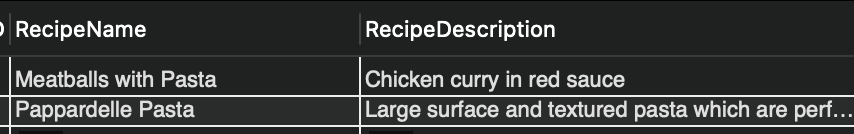 RecipeName RecipeDescription
Meatballs with Pasta Chicken curry in red sauce
Pappardelle Pasta Large surface and textured pasta which are perf...